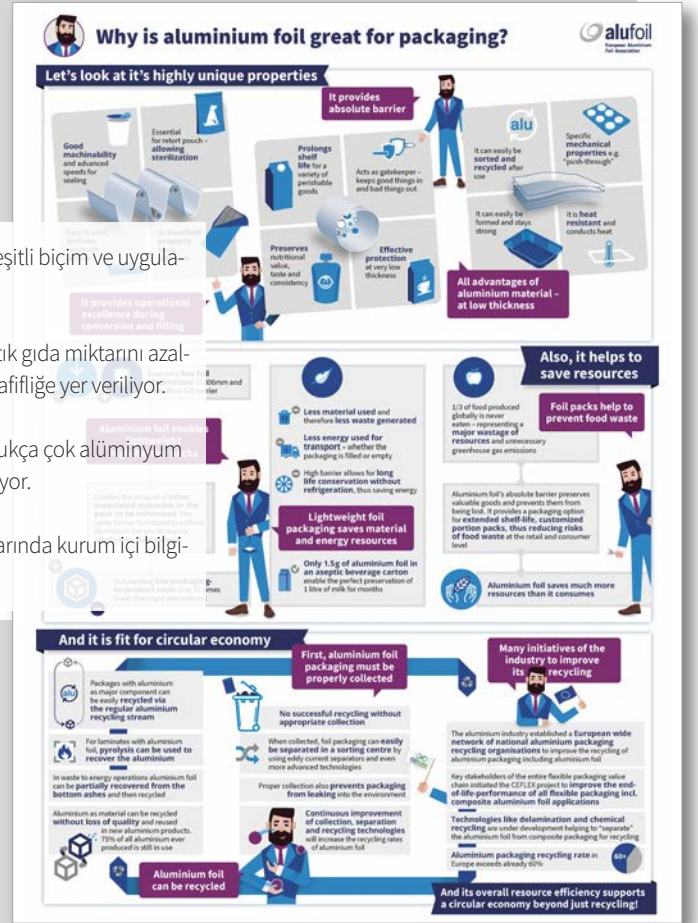 Why is aluminium foil great for packaging?
alufoil
European Aluminium
Foil Association
Let's look at it's highly unique properties
It provides
absolute barrier
Good
machinability
and advanced
speeds for
sealing
Essential
for retort pouch –
allowing
sterilization
Prolongs
shelf
life for a
variety of
perishable
goods
Acts as gatekeeper –
keeps good things in
and bad things out
Preserves
nutritional
value,
taste and
consistency
Effective
protection
at very low
thickness
alu
It can easily be
sorted and
recycled after
use
Specific
mechanical
properties e.g.
"push-through"
It can easily be
formed and stays
strong
It is heat
resistant and
conducts heat
It provides operational
excellence during
conversion and filling
All advantages of
aluminium material –
at low thickness
eşitli biçim ve uygula-
tık gıda miktarını azal-
afifliğe yer veriliyor.
ukça çok alüminyum
yor.
arında kurum içi bilgi-
Also, it helps to
save resources
Aluminium foil enables
Enables the amount of other
associated materials in the
pack to be minimized. The
Less material used and
therefore less waste generated
Less energy used for
transport – whether the
packaging is filled or empty
High barrier allows for long
life conservation without
refrigeration, thus saving energy
Lightweight foil
packaging saves material
and energy resources
Only 1.5g of aluminium foil in
an aseptic beverage carton
enable the perfect preservation of
1 litre of milk for months
1/3 of food produced
globally is never
eaten – representing a
major wastage of
resources and unnecessary
greenhouse gas emissions
Foil packs help to
prevent food waste
Aluminium foil's absolute barrier preserves
valuable goods and prevents them from
being lost. It provides a packaging option
for extended shelf-life, customized
portion packs, thus reducing risks
of food waste at the retail and consumer
level
Aluminium foil saves much more
resources than it consumes
And it is fit for circular economy
alu
Packages with aluminium
as major component can
be easily recycled via
the regular aluminium
recycling stream
For laminates with aluminium
foil, pyrolysis can be used to
recover the aluminium
In waste to energy operations aluminium foil
can be partially recovered from the
bottom ashes and then recycled
Aluminium as material can be recycled
without loss of quality and reused
in new aluminium products.
75% of all aluminium ever
produced is still in use
Aluminium foil
can be recycled
First, aluminium foil
packaging must be
properly collected
No successful recycling without
appropriate collection
When collected, foil packaging can easily
be separated in a sorting centre by
using eddy current separators and even
more advanced technologies
Proper collection also prevents packaging
from leaking into the environment
Continuous improvement
of collection, separation
and recycling technologies
will increase the recycling rates
of aluminium foil
Many initiatives of the
industry to improve
its recycling
The aluminium industry established a European wide
network of national aluminium packaging
recycling organisations to improve the recycling of
aluminium packaging including aluminium foil
Key stakeholders of the entire flexible packaging value
chain initiated the CEFLEX project to improve the end-
of-life-performance of all flexible packaging incl.
composite aluminium foil applications
Technologies like delamination and chemical
recycling are under development helping to "separate"
the aluminium foil from composite packaging for recycling
Aluminium packaging recycling rate in
Europe exceeds already 60%
60+
And its overall resource efficiency supports
a circular economy beyond just recycling!